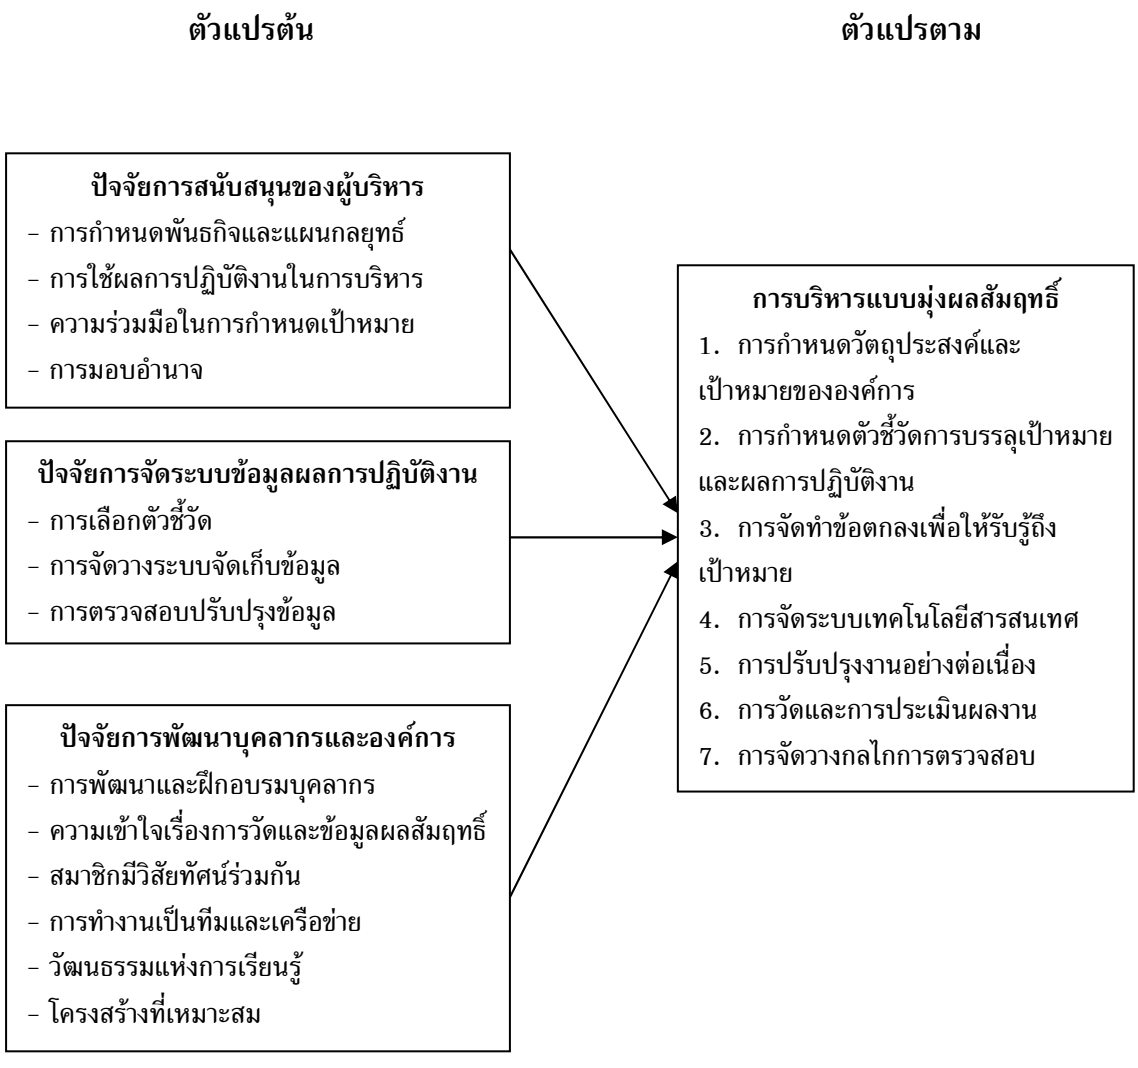 ตัวแปรต้น
ตัวแปรตาม
ปัจจัยการสนับสนุนของผู้บริหาร
- การกำหนดพันธกิจและแผนกลยุทธ์
- การใช้ผลการปฏิบัติงานในการบริหาร
- ความร่วมมือในการกำหนดเป้าหมาย
- การมอบอำนาจ
ปัจจัยการจัดระบบข้อมูลผลการปฏิบัติงาน
- การเลือกตัวชี้วัด
- การจัดวางระบบจัดเก็บข้อมูล
- การตรวจสอบปรับปรุงข้อมูล
ปัจจัยการพัฒนาบุคลากรและองค์การ
- การพัฒนาและฝึกอบรมบุคลากร
- ความเข้าใจเรื่องการวัดและข้อมูลผลสัมฤทธิ์
- สมาชิกมีวิสัยทัศน์ร่วมกัน
- การทำงานเป็นทีมและเครือข่าย
- วัฒนธรรมแห่งการเรียนรู้
- โครงสร้างที่เหมาะสม
การบริหารแบบมุ่งผลสัมฤทธิ์
1. การกำหนดวัตถุประสงค์และ
เป้าหมายขององค์การ
2. การกำหนดตัวชี้วัดการบรรลุเป้าหมาย
และผลการปฏิบัติงาน
3. การจัดทำข้อตกลงเพื่อให้รับรู้ถึง
เป้าหมาย
4. การจัดระบบเทคโนโลยีสารสนเทศ
5. การปรับปรุงงานอย่างต่อเนื่อง
6. การวัดและการประเมินผลงาน
7. การจัดวางกลไกการตรวจสอบ